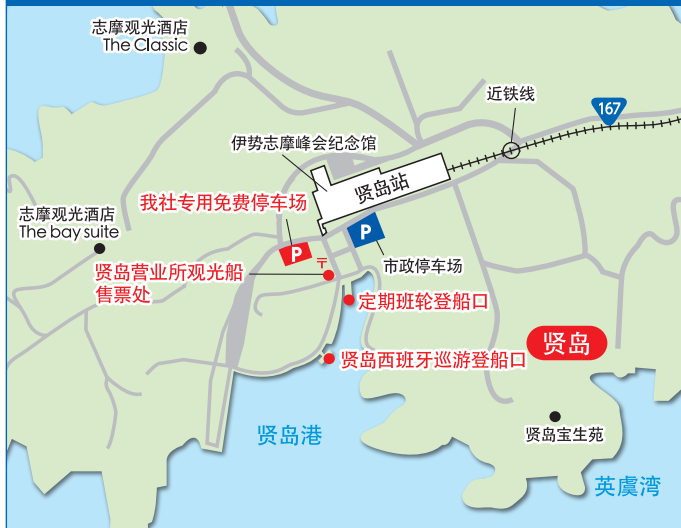 志摩观光酒店
The Classic
167
近铁线
伊势志摩峰会纪念馆
贤岛站
我社专用免费停车场
志摩观光酒店
The bay suite
P
P
〒
市政停车场
贤岛营业所观光船
售票处
定期班轮登船口
贤岛
贤岛西班牙巡游登船口
贤岛港
贤岛宝生苑
英虞湾